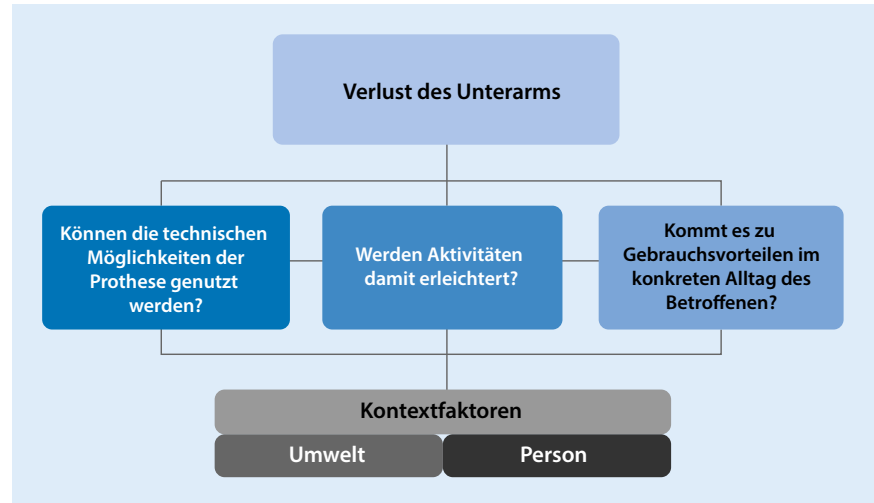 Verlust des Unterarms
Können die technischen
Möglichkeiten der
Prothese genutzt
werden?
Werden Aktivitäten
damit erleichtert?
Kommt es zu
Gebrauchsvorteilen im
konkreten Alltag des
Betroffenen?
Kontextfaktoren
Umwelt
Person